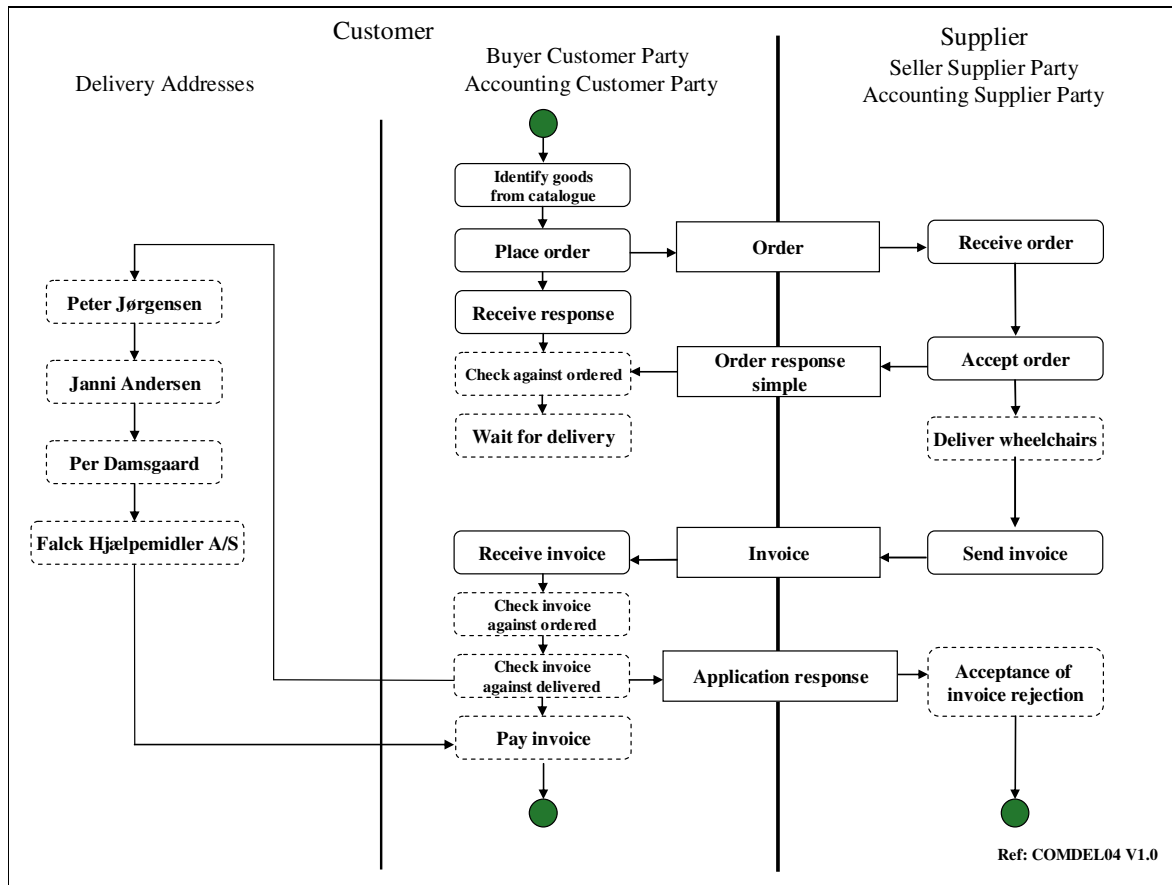 Customer
Supplier
Delivery Addresses
Buyer Customer Party
Accounting Customer Party
Seller Supplier Party
Accounting Supplier Party
Identify goods
from catalogue
Place order
Order
Receive order
Peter Jørgensen
Receive response
Janni Andersen
Check against ordered
Order response
simple
Accept order
Per Damsgaard
Wait for delivery
Deliver wheelchairs
Falck Hjælpemidler A/S
Receive invoice
Invoice
Send invoice
Check invoice
against ordered
Check invoice
against delivered
Application response
Acceptance of
invoice rejection
Pay invoice
Ref: COMDEL04 V1.0